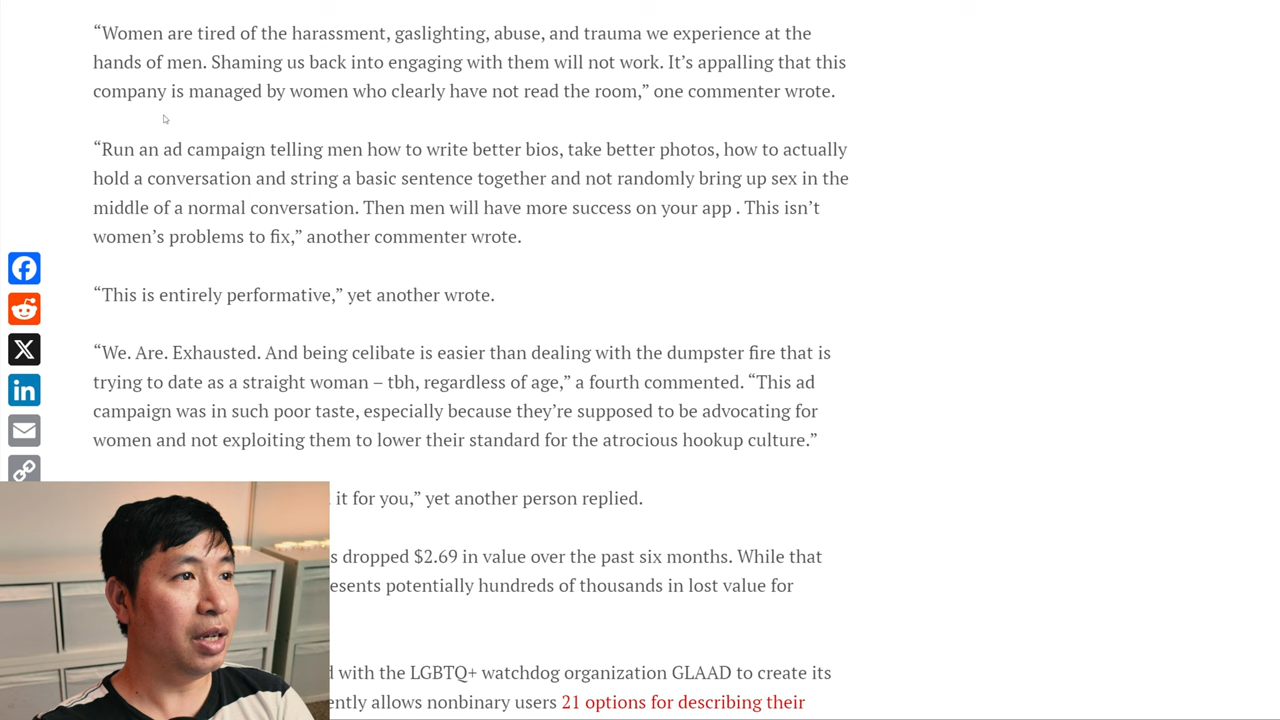 “Women are tired of the harassment, gaslighting, abuse, and trauma we experience at the
hands of men. Shaming us back into engaging with them will not work. It’s appalling that this
company is managed by women who clearly have not read the room,” one commenter wrote.
“Run an ad campaign telling men how to write better bios, take better photos, how to actually
hold a conversation and string a basic sentence together and not randomly bring up sex in the
middle of a normal conversation. Then men will have more success on your app . This isn’t
women’s problems to fix,” another commenter wrote.
“This is entirely performative,” yet another wrote.
“We. Are. Exhausted. And being celibate is easier than dealing with the dumpster fire that is
trying to date as a straight woman – tbh, regardless of age,” a fourth commented. “This ad
campaign was in such poor taste, especially because they’re supposed to be advocating for
women and not exploiting them to lower their standard for the atrocious hookup culture.”
it for you,” yet another person replied.
dropped $2.69 in value over the past six months. While that
potentially hundreds of thousands in lost value for
with the LGBTQ+ watchdog organization GLAAD to create its
allows nonbinary users 21 options for describing their